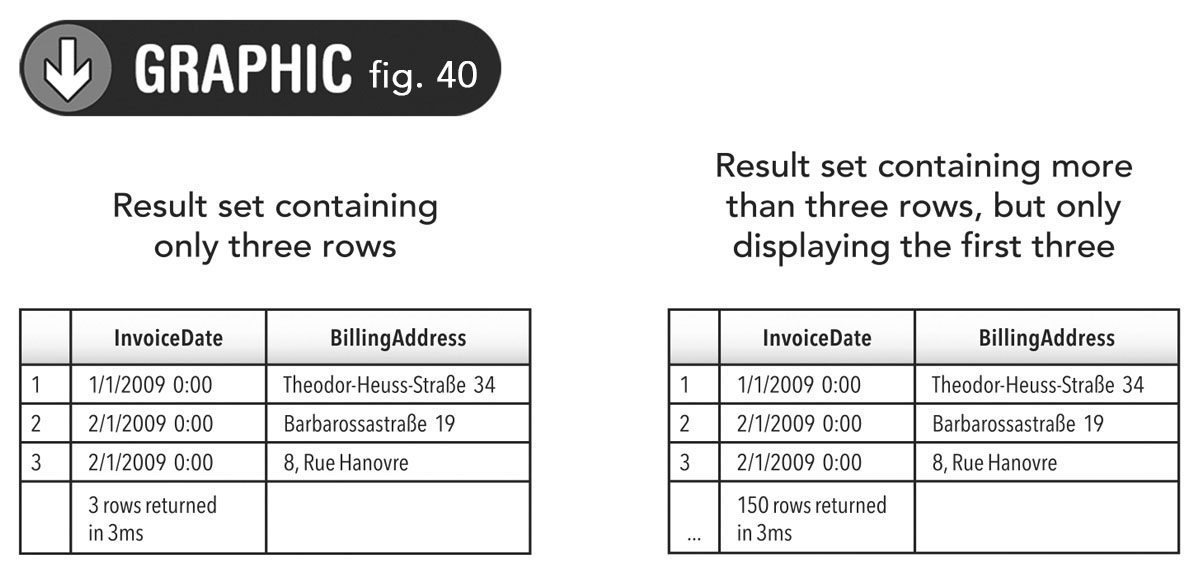 GRAPHIC fig. 40
Result set containing
only three rows
InvoiceDate BillingAddress
1 1/1/2009 0:00 Theodor-Heuss-Straße 34
2 2/1/2009 0:00 Barbarossastraße 19
3 2/1/2009 0:00 8, Rue Hanovre
3 rows returned
in 3ms
Result set containing more
than three rows, but only
displaying the first three
InvoiceDate BillingAddress
1 1/1/2009 0:00 Theodor-Heuss-Straße 34
2 2/1/2009 0:00 Barbarossastraße 19
3 2/1/2009 0:00 8, Rue Hanovre
150 rows returned
... in 3ms